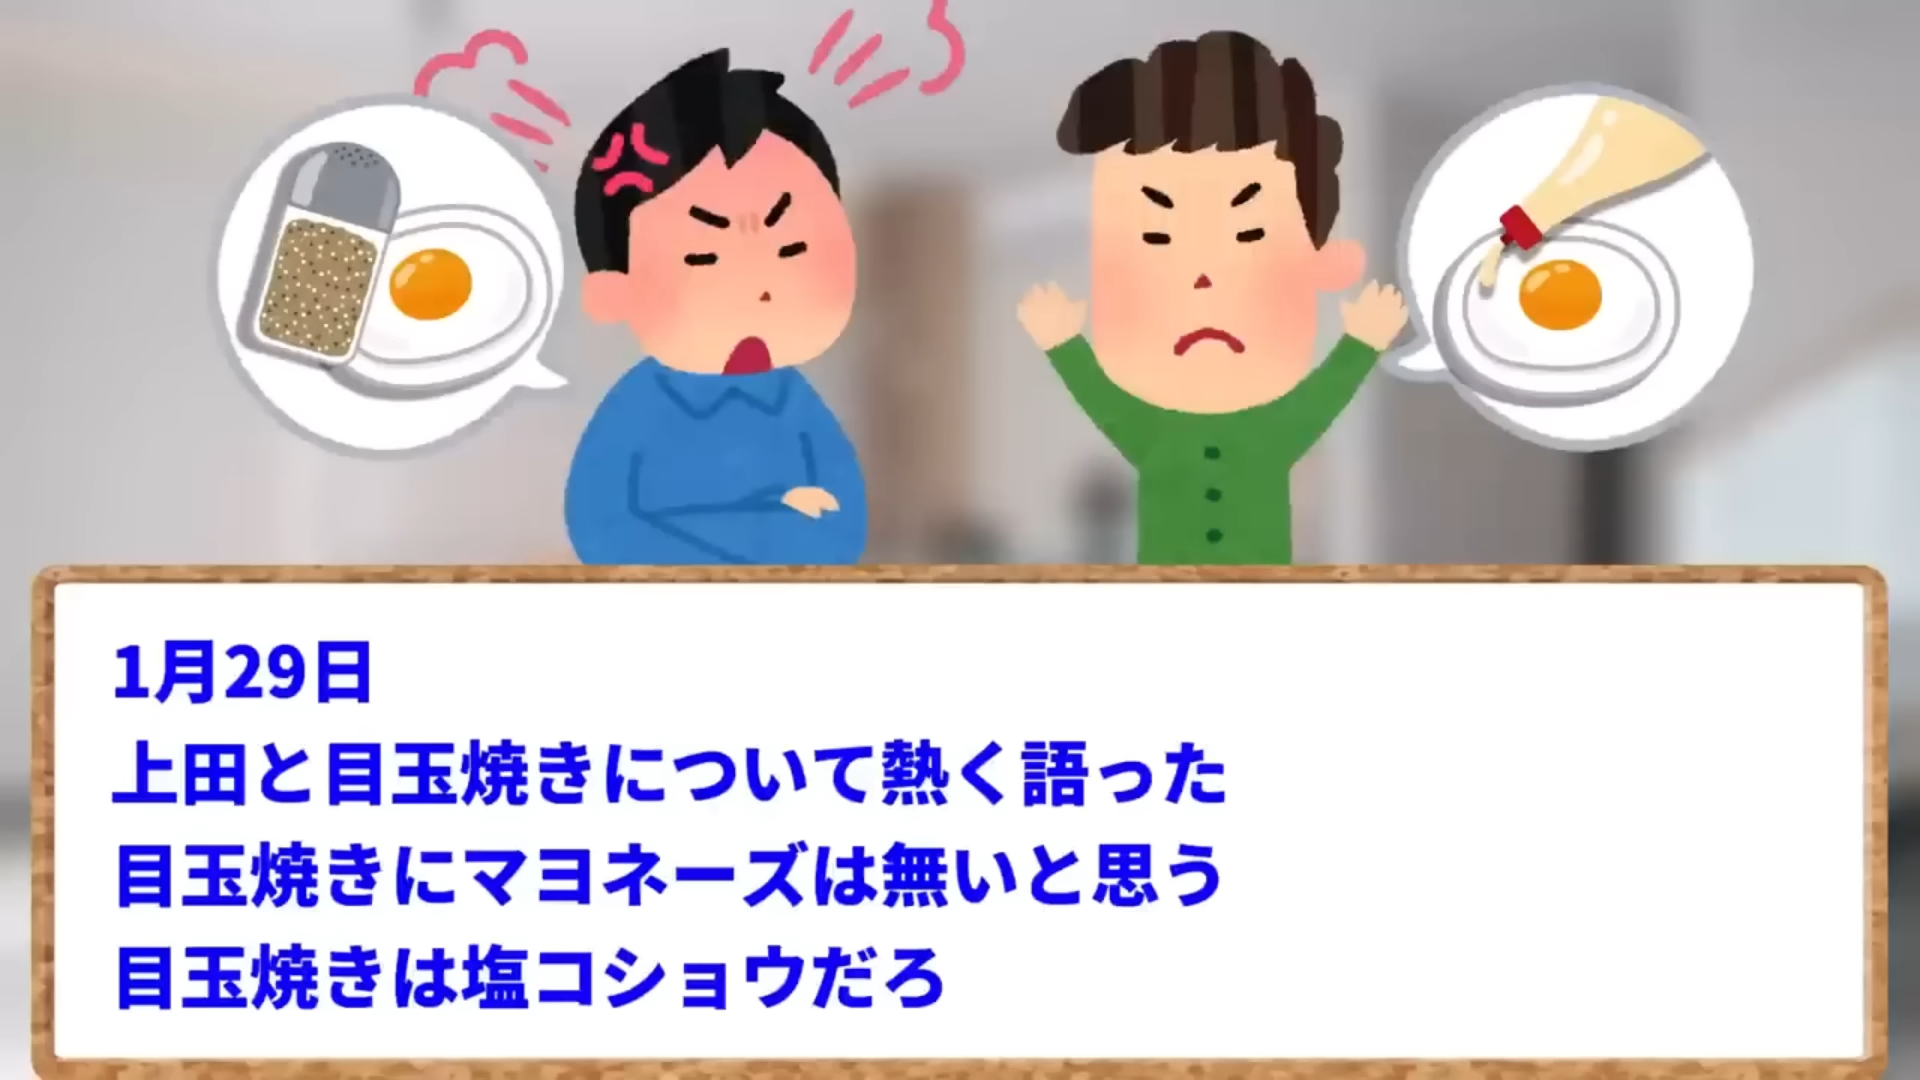 1月29日
上田と目玉焼きについて熱く語った
目玉焼きにマヨネーズは無いと思う
目玉焼きは塩コショウだろ